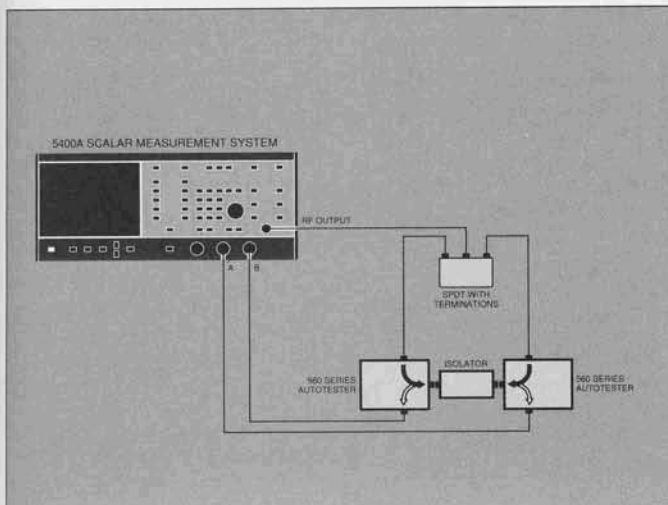 5400A SCALAR MEASUREMENT SYSTEM
RF OUTPUT
A
B
SPDT WITH
TERMINATIONS
560 SERIES
AUTOTESTER
ISOLATOR
560 SERIES
AUTOTESTER